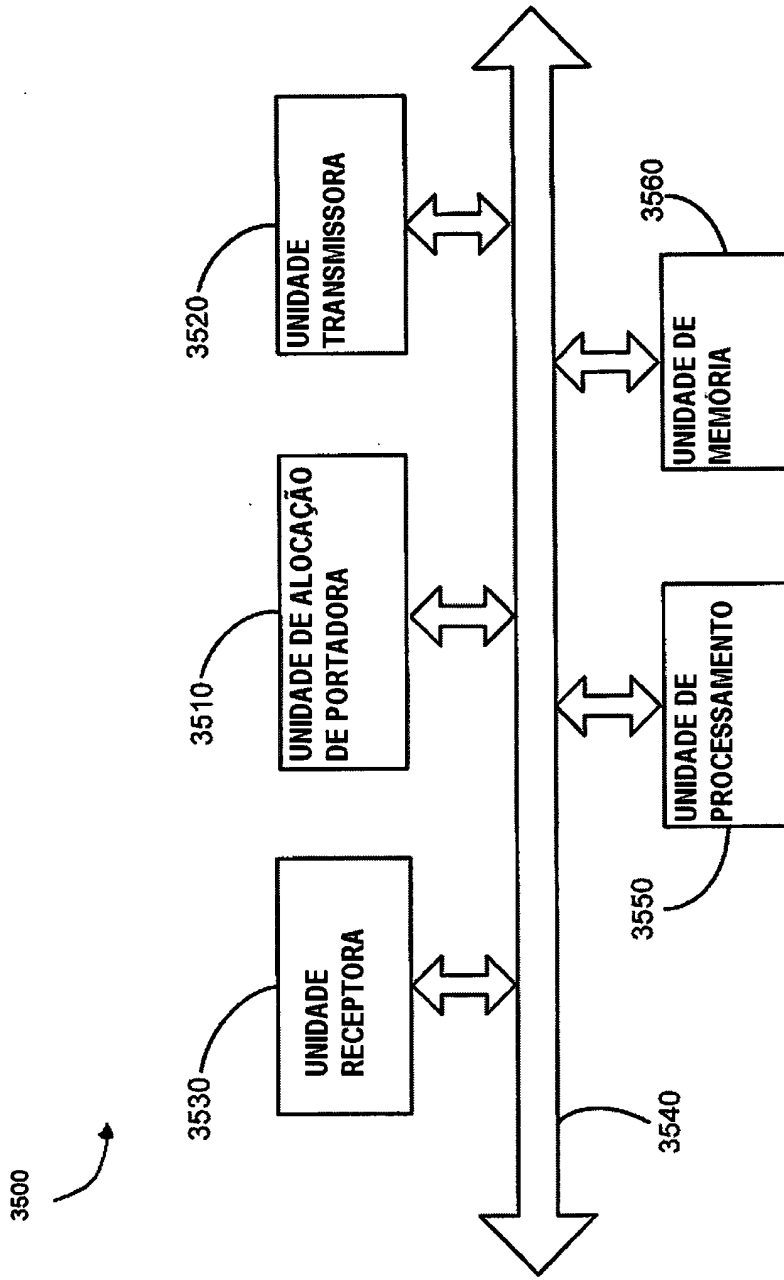 3500
3530
UNIDADE
RECEPTORA
3510
UNIDADE DE ALOCAÇÃO
DE PORTADORA
3520
UNIDADE
TRANSMISSORA
3540
3550
UNIDADE DE
PROCESSAMENTO
3560
UNIDADE DE
MEMÓRIA